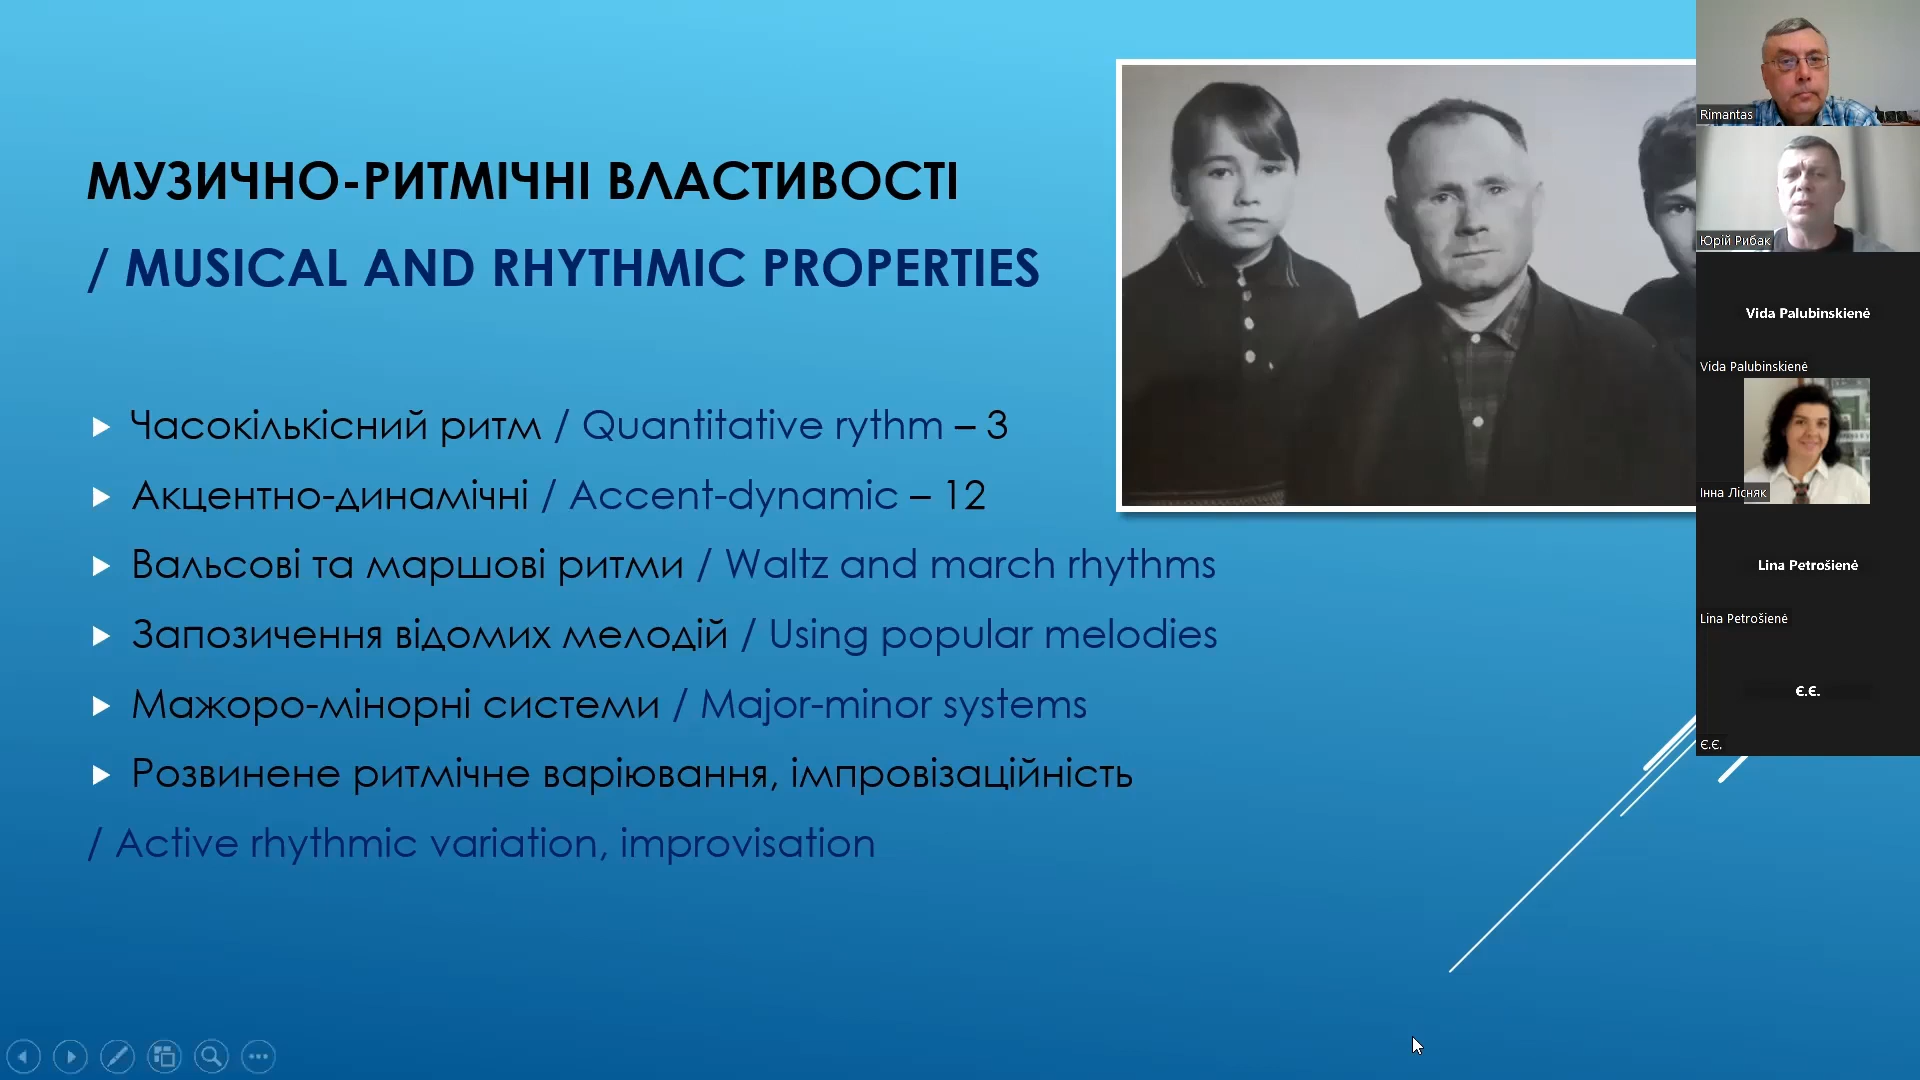 МУЗИЧНО-РИТМІЧНІ ВЛАСТИВОСТІ
/ MUSICAL AND RHYTHMIC PROPERTIES
Часокількісний ритм / Quantitative rythm – 3
Акцентно-динамічні / Accent-dynamic – 12
Вальсові та маршові ритми / Waltz and march rhythms
Запозичення відомих мелодій / Using popular melodies
Мажоро-мінорні системи / Major-minor systems
Розвинене ритмічне варіювання, імпровізаційність
/ Active rhythmic variation, improvisation
Rimantas
Юрій Рибак
Vida Palubinskienė
Vida Palubinskienė
Інна Лісняк
Lina Petrošienė
Lina Petrošienė
Є.Є.
Є.Є.